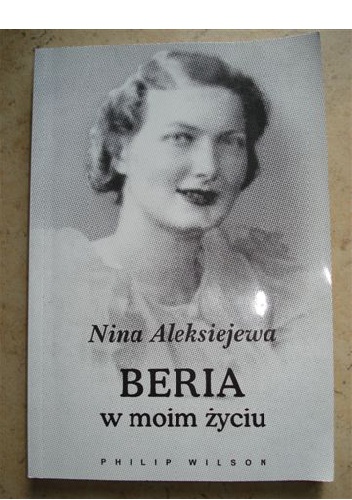 Nina Aleksiejewa
BERIA
w moim życiu
PHILIP WILSON